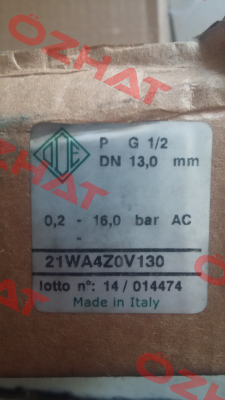 OZHAT
ODE
P G 1/2
DN 13,0 mm
0,2 - 16,0 bar AC
-
21WA4Z0V130
lotto n°: 14/014474
Made in Italy
OZHAT
OZHAT
OZHAT